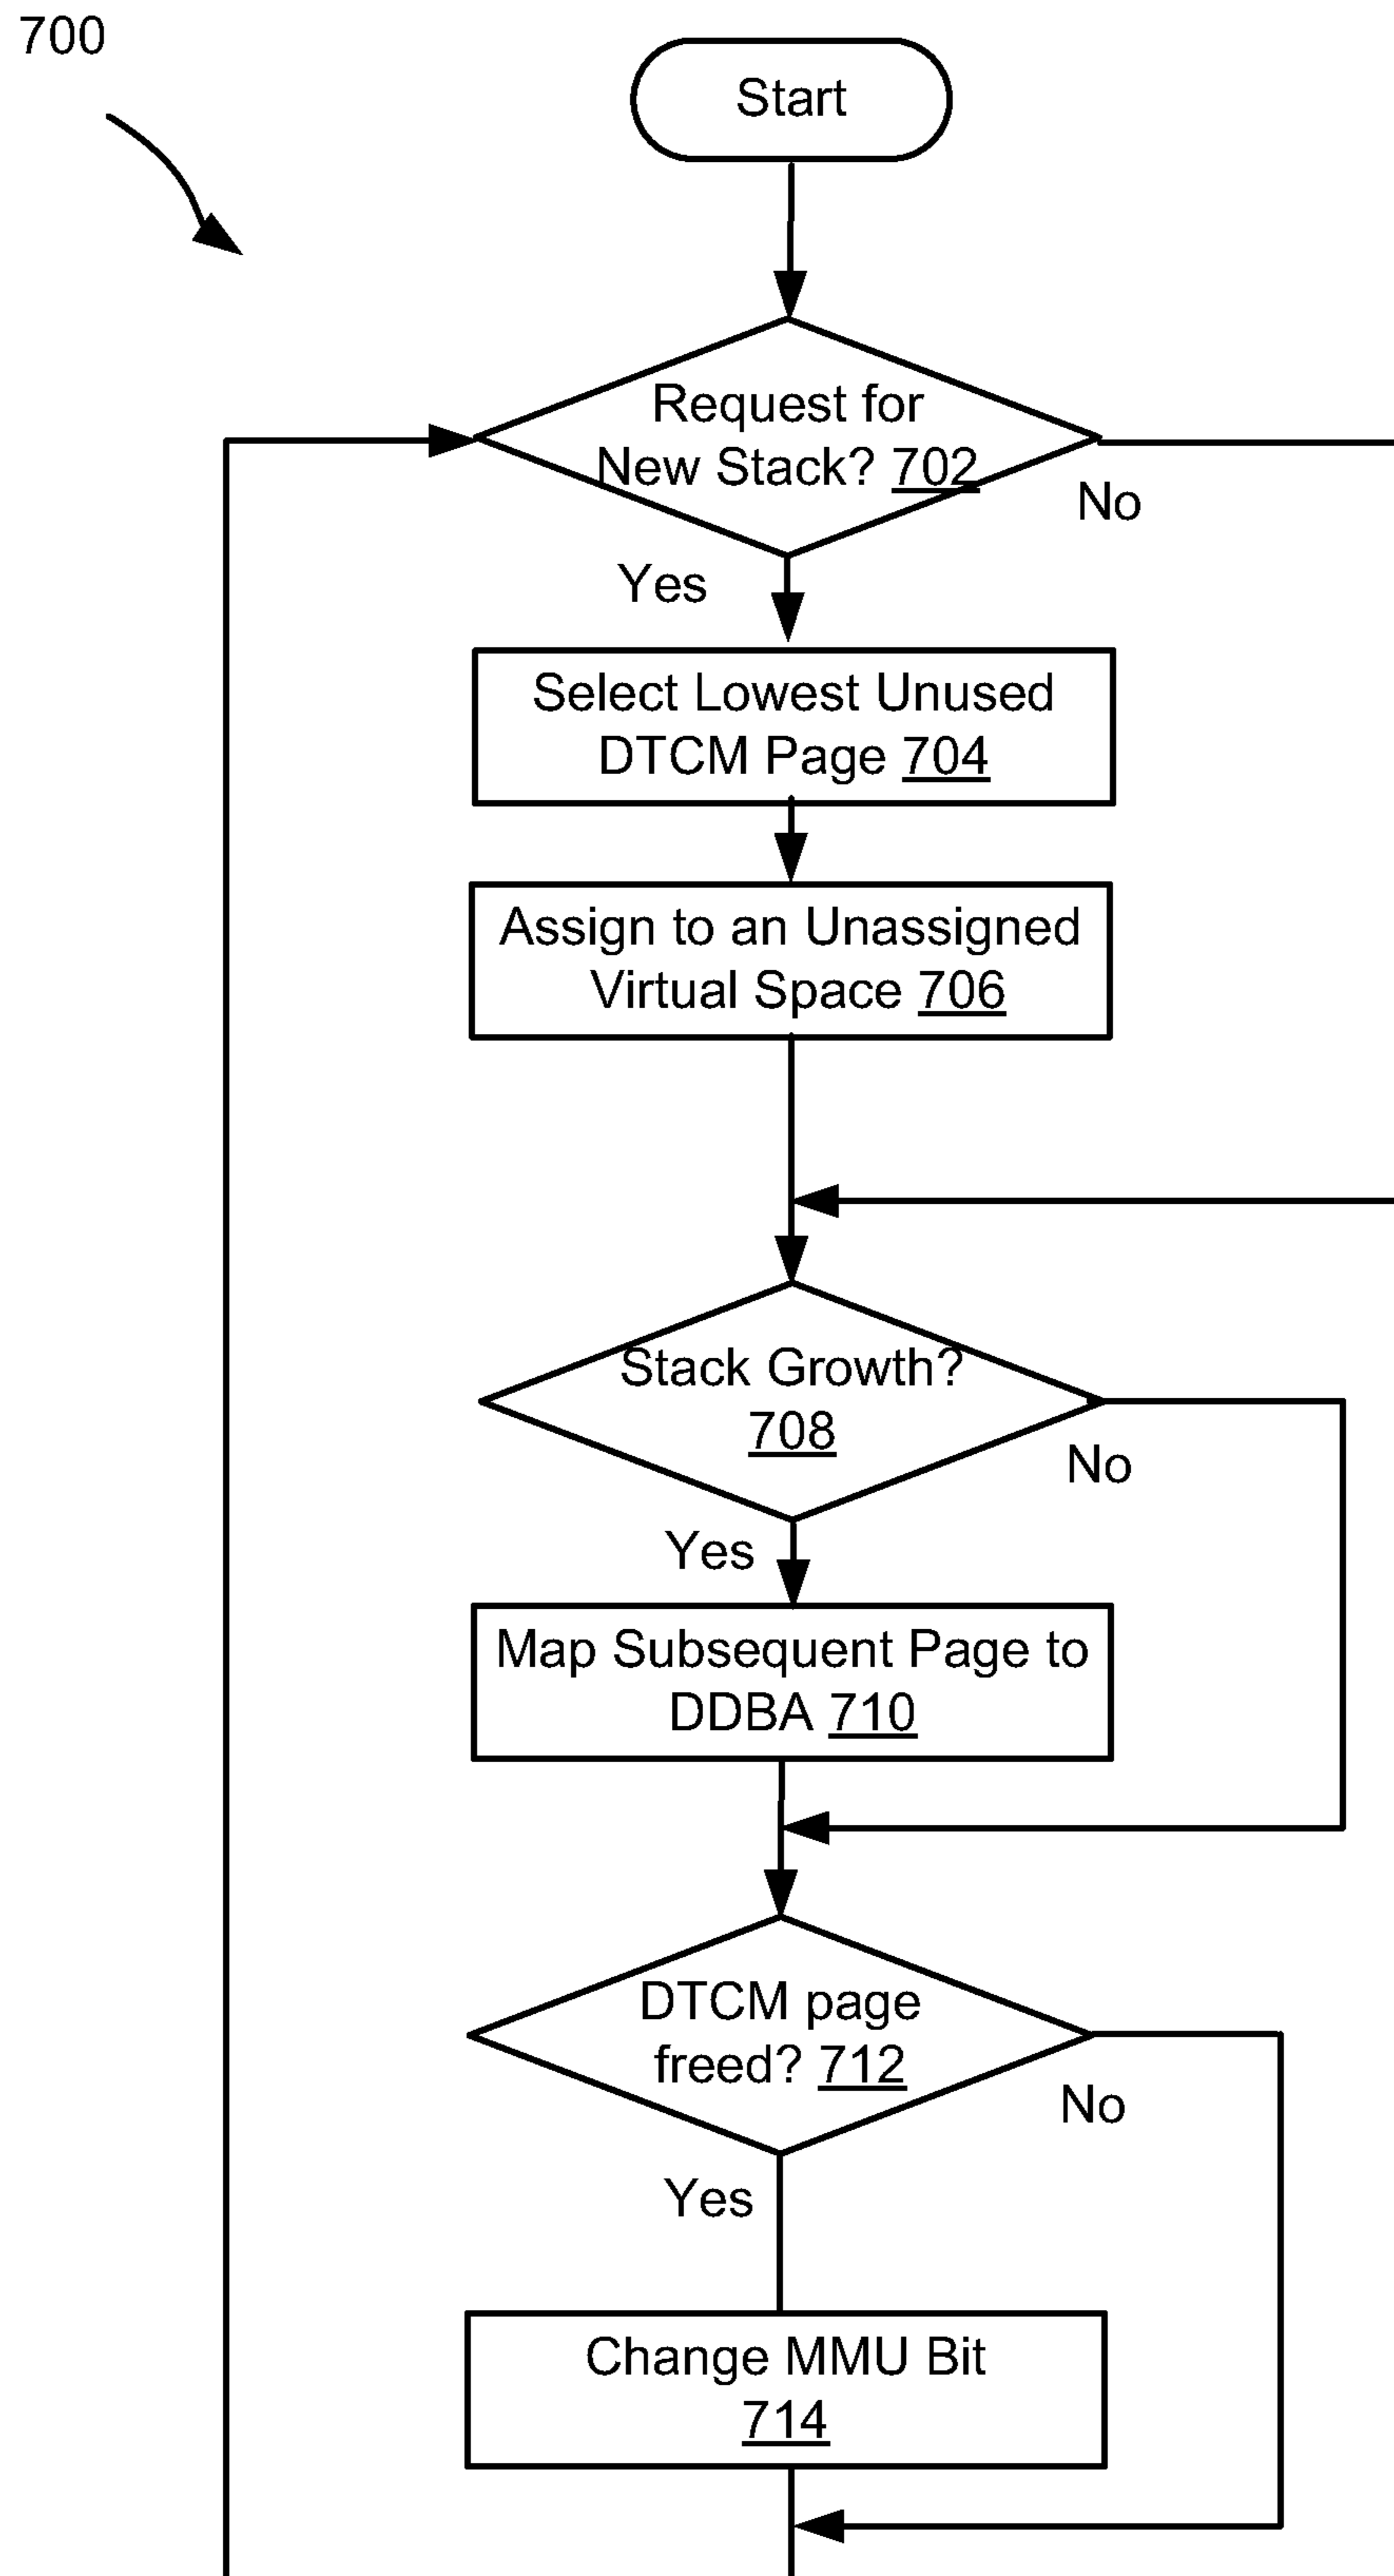 700
Start
Request for
New Stack? 702
No
Yes
Select Lowest Unused
DTCM Page 704
Assign to an Unassigned
Virtual Space 706
Stack Growth?
708
No
Yes
Map Subsequent Page to
DDBA 710
DTCM page
freed? 712
No
Yes
Change MMU Bit
714